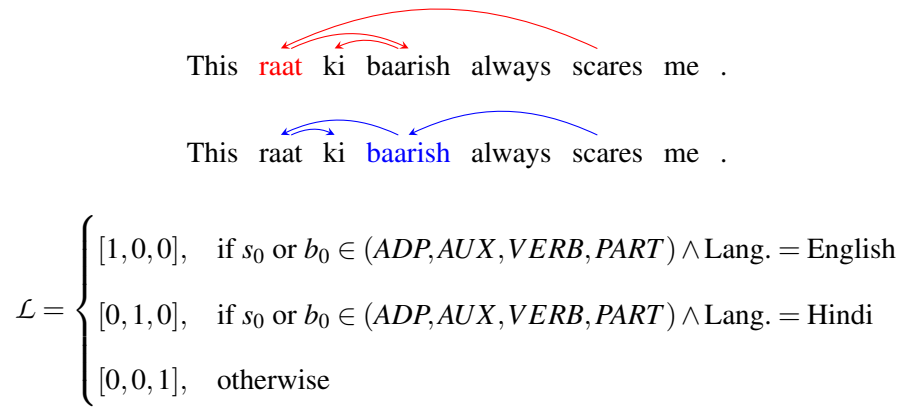 This raat ki baarish always scares me .
This raat ki baarish always scares me .
ℒ = { [1,0,0], if s₀ or b₀ ∈ (ADP,AUX,VERB,PART) ∧ Lang. = English
[0,1,0], if s₀ or b₀ ∈ (ADP,AUX,VERB,PART) ∧ Lang. = Hindi
[0,0,1], otherwise